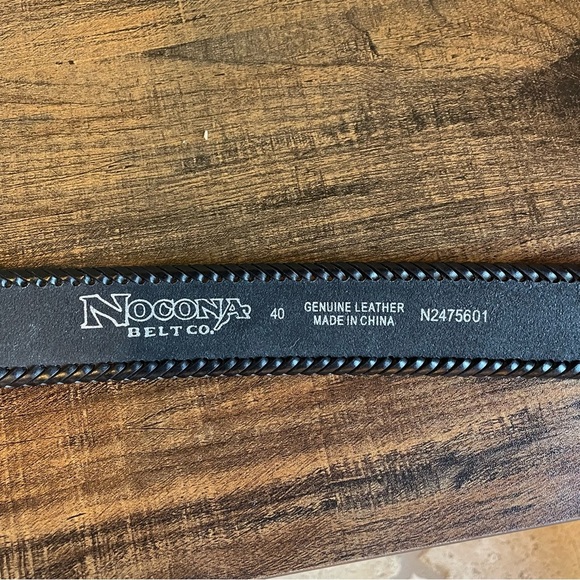 NOCONA
BELT CO.
40
GENUINE LEATHER
MADE IN CHINA
N2475601